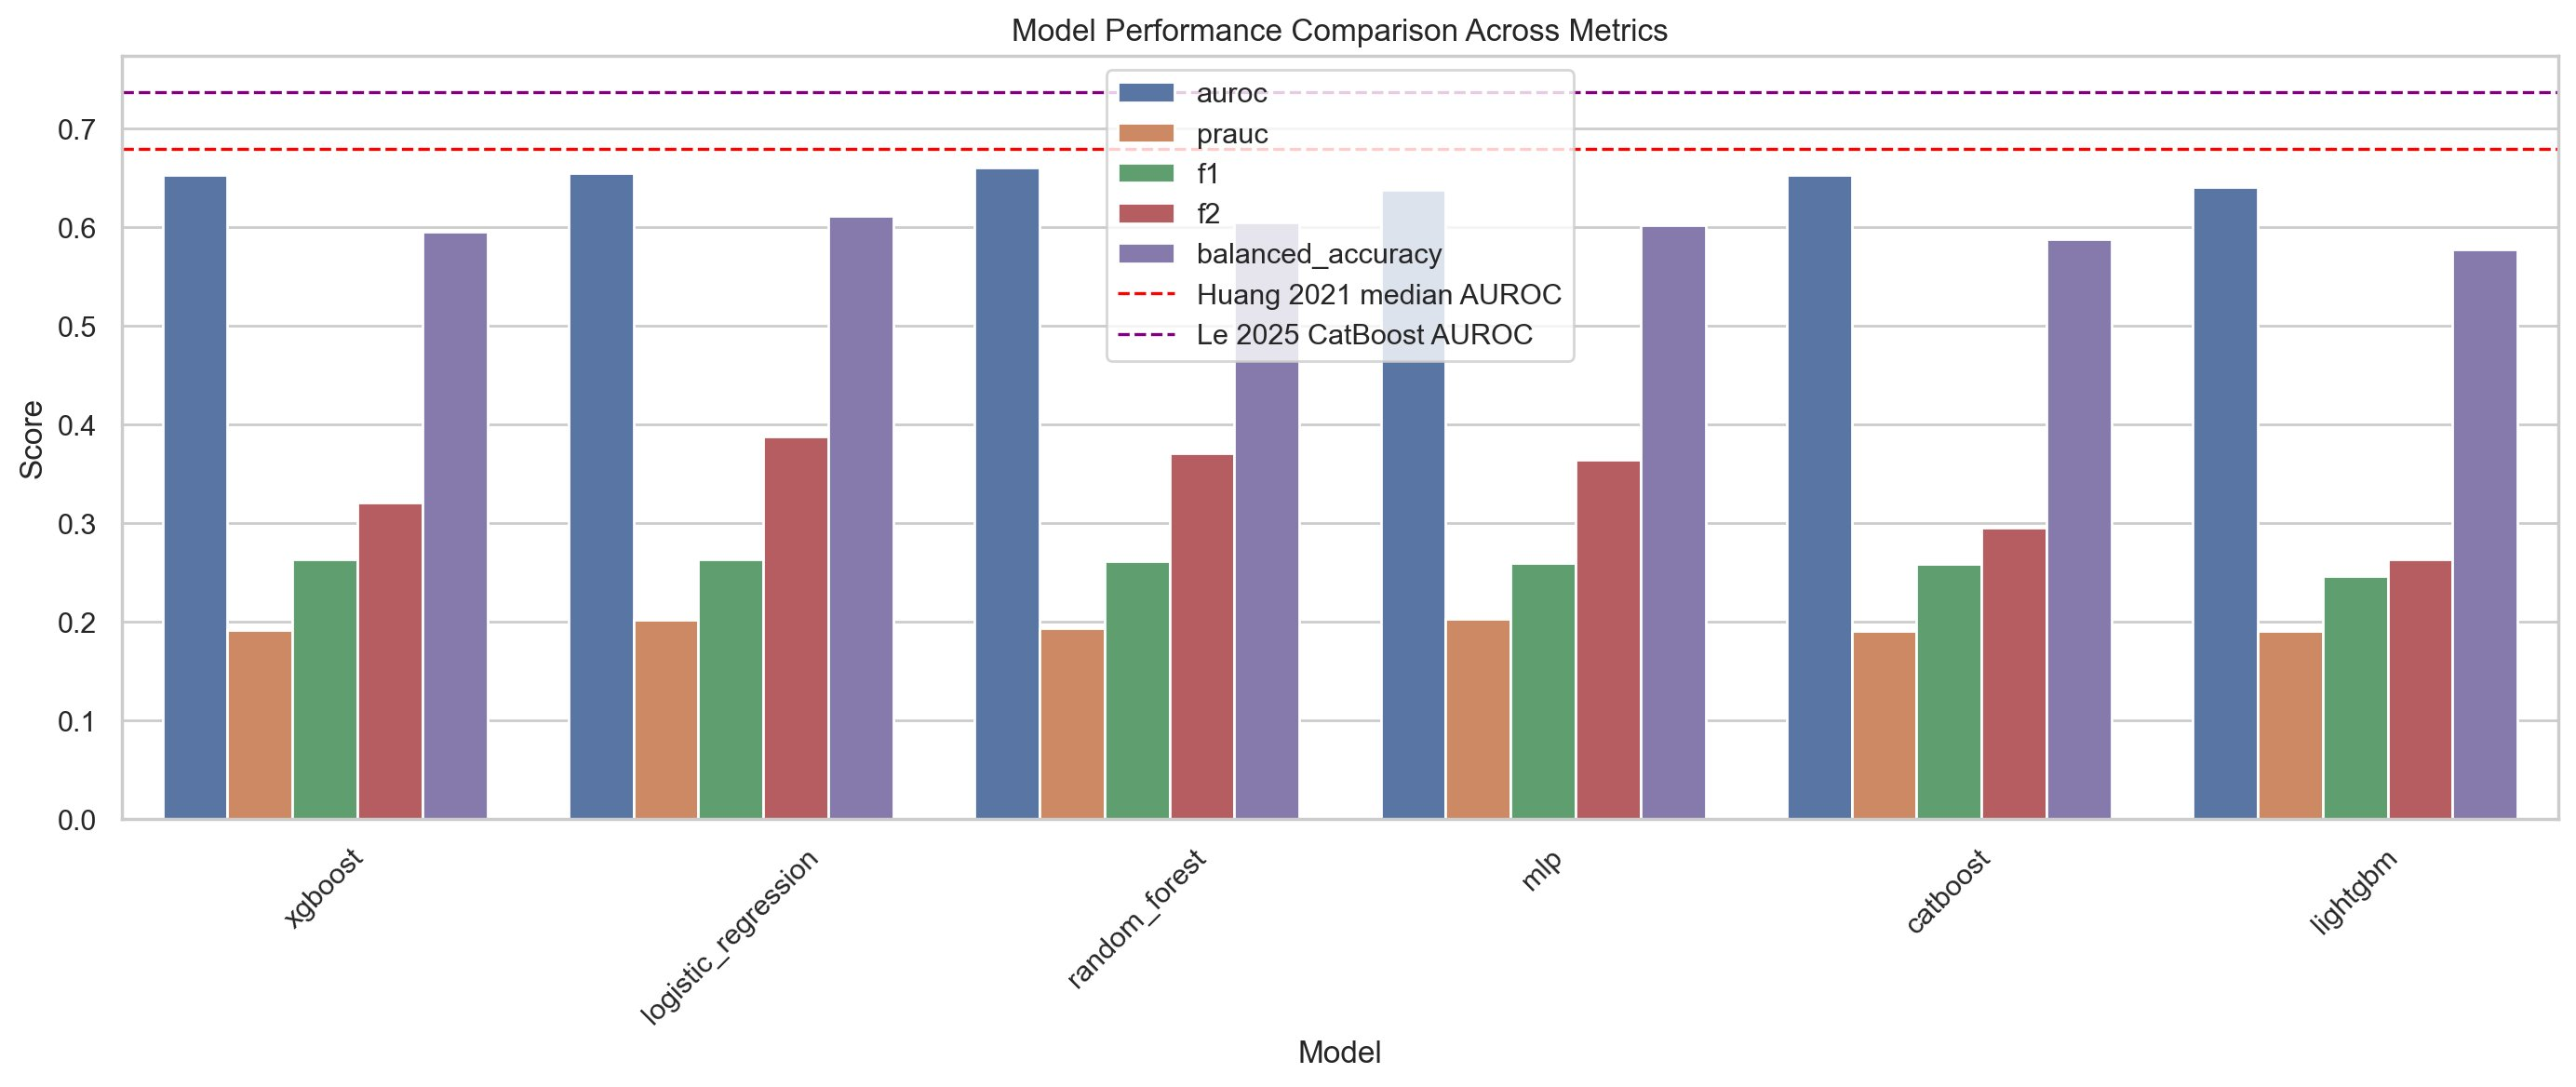 Model Performance Comparison Across Metrics
auroc
prauc
f1
f2
balanced_accuracy
Huang 2021 median AUROC
Le 2025 CatBoost AUROC
Score
0.7
0.6
0.5
0.4
0.3
0.2
0.1
0.0
xgboost
logistic_regression
random_forest
mlp
catboost
lightgbm
Model